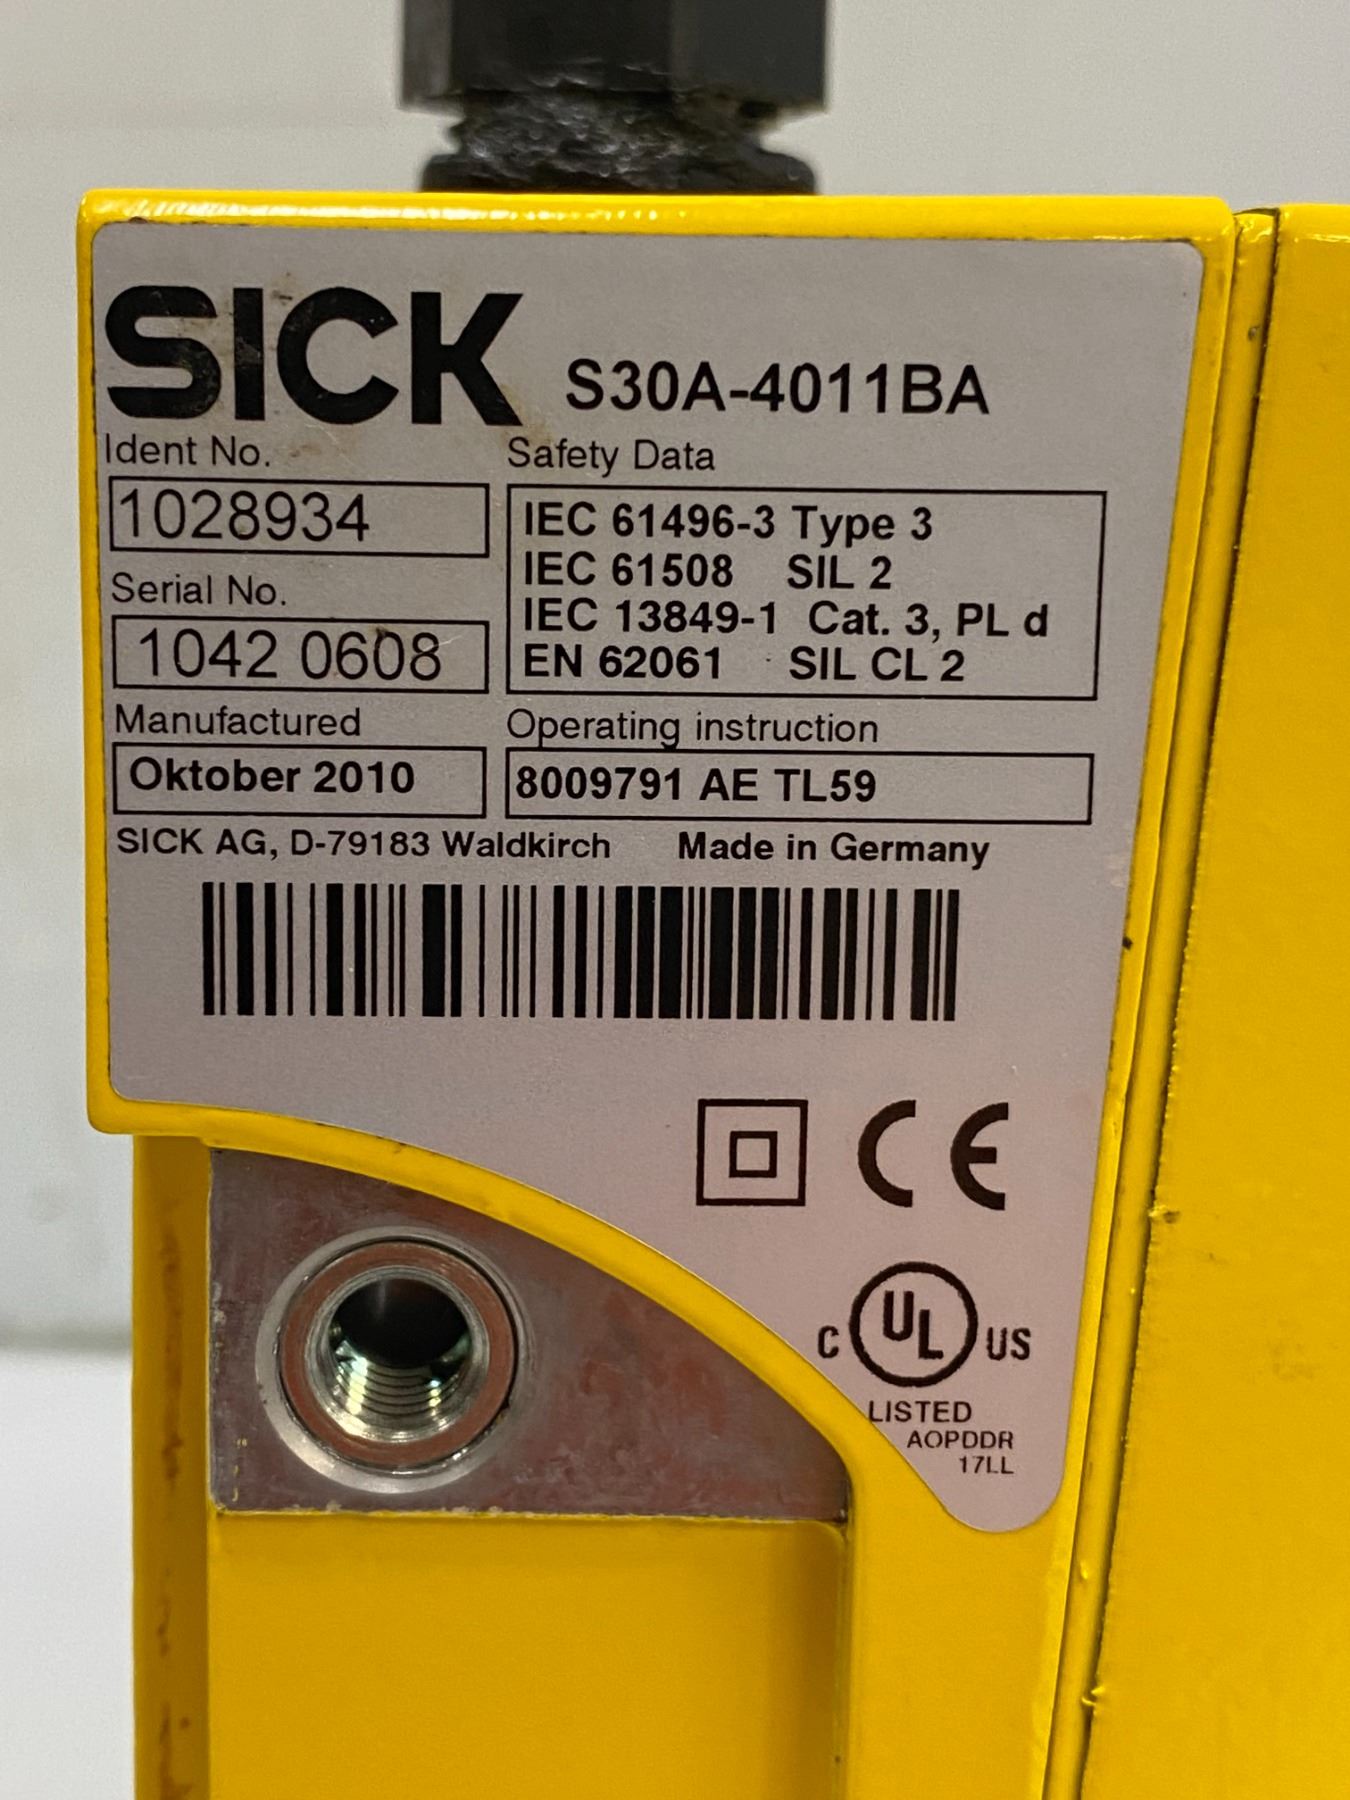 SICK S30A-4011BA
Ident No. Safety Data
1028934
IEC 61496-3 Type 3
IEC 61508 SIL 2
Serial No.
IEC 13849-1 Cat. 3, PL d
1042 0608
EN 62061 SIL CL 2
Manufactured Operating instruction
Oktober 2010 8009791 AE TL59
SICK AG, D-79183 Waldkirch Made in Germany
CE
C UL US
LISTED
AOPDDR
17LL